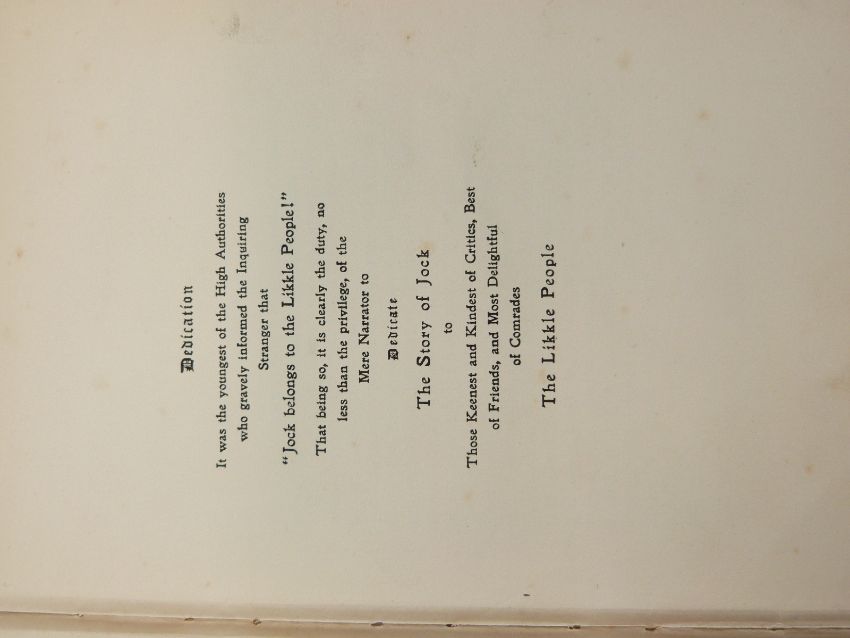 Dedication
It was the youngest of the High Authorities
who gravely informed the Inquiring
Stranger that
"Jock belongs to the Likkle People!"
That being so, it is clearly the duty, no
less than the privilege, of the
Mere Narrator to
Dedicate
The Story of Jock
to
Those Keenest and Kindest of Critics, Best
of Friends, and Most Delightful
of Comrades
The Likkle People